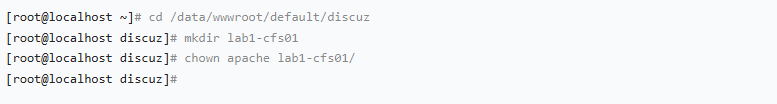 [root@localhost ~]# cd /data/wwwroot/default/discuz
[root@localhost discuz]# mkdir lab1-cfs01
[root@localhost discuz]# chown apache lab1-cfs01/
[root@localhost discuz]#